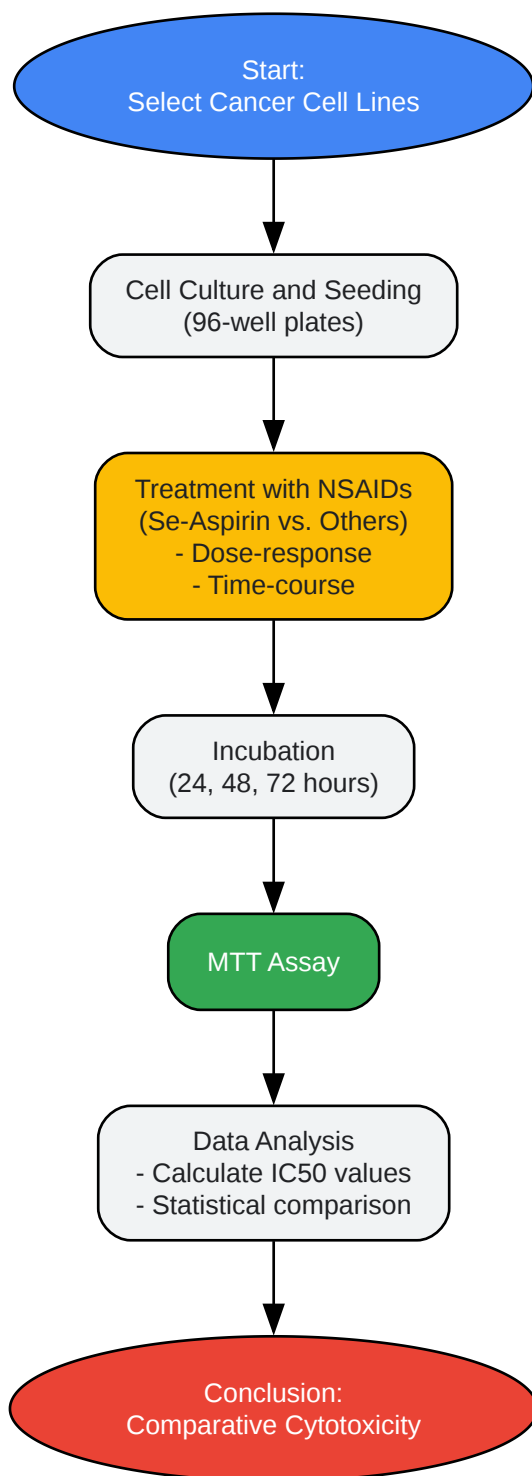 Start:
Select Cancer Cell Lines
Cell Culture and Seeding
(96-well plates)
Treatment with NSAIDs
(Se-Aspirin vs. Others)
- Dose-response
- Time-course
Incubation
(24, 48, 72 hours)
MTT Assay
Data Analysis
- Calculate IC50 values
- Statistical comparison
Conclusion:
Comparative Cytotoxicity